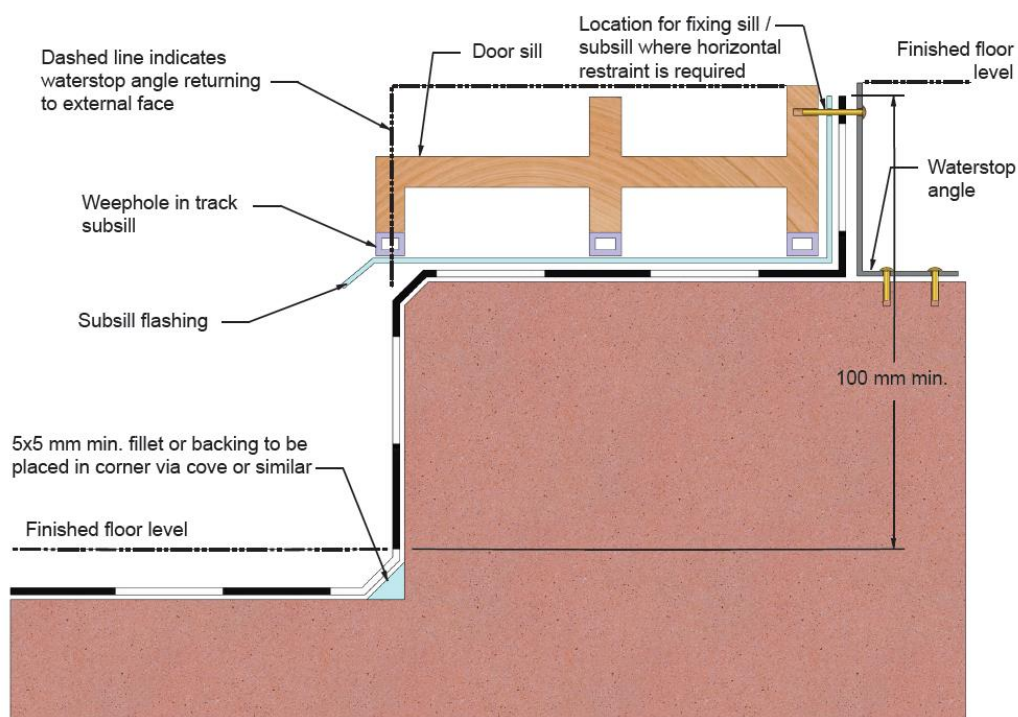 Dashed line indicates
waterstop angle returning
to external face
Door sill
Location for fixing sill /
subsill where horizontal
restraint is required
Finished floor
level
Weephole in track
subsill
Waterstop
angle
Subsill flashing
100 mm min.
5x5 mm min. fillet or backing to be
placed in corner via cove or similar
Finished floor level